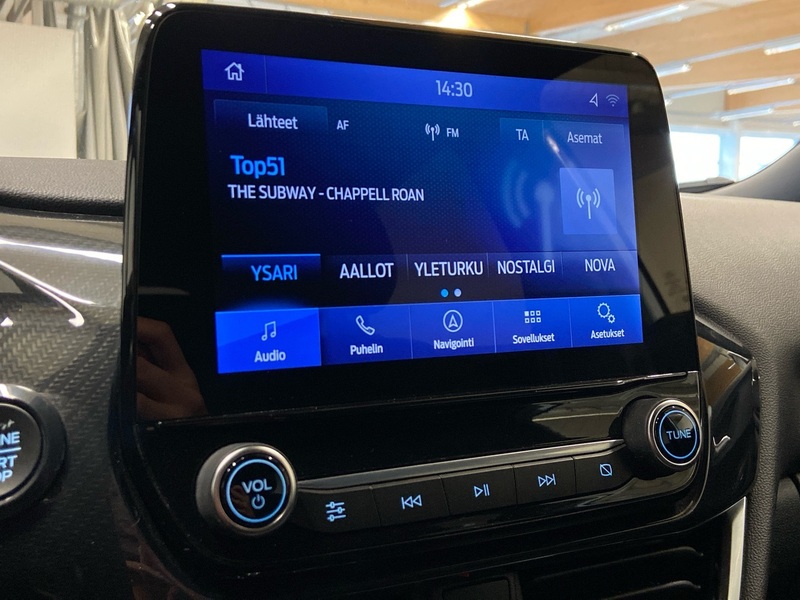 14:30
Lähteet AF FM TA Asemat
Top51
THE SUBWAY - CHAPPELL ROAN
YSARI AALLOT YLETURKU NOSTALGI NOVA
Audio Puhelin Navigointi Sovellukset Asetukset
VOL
TUNE